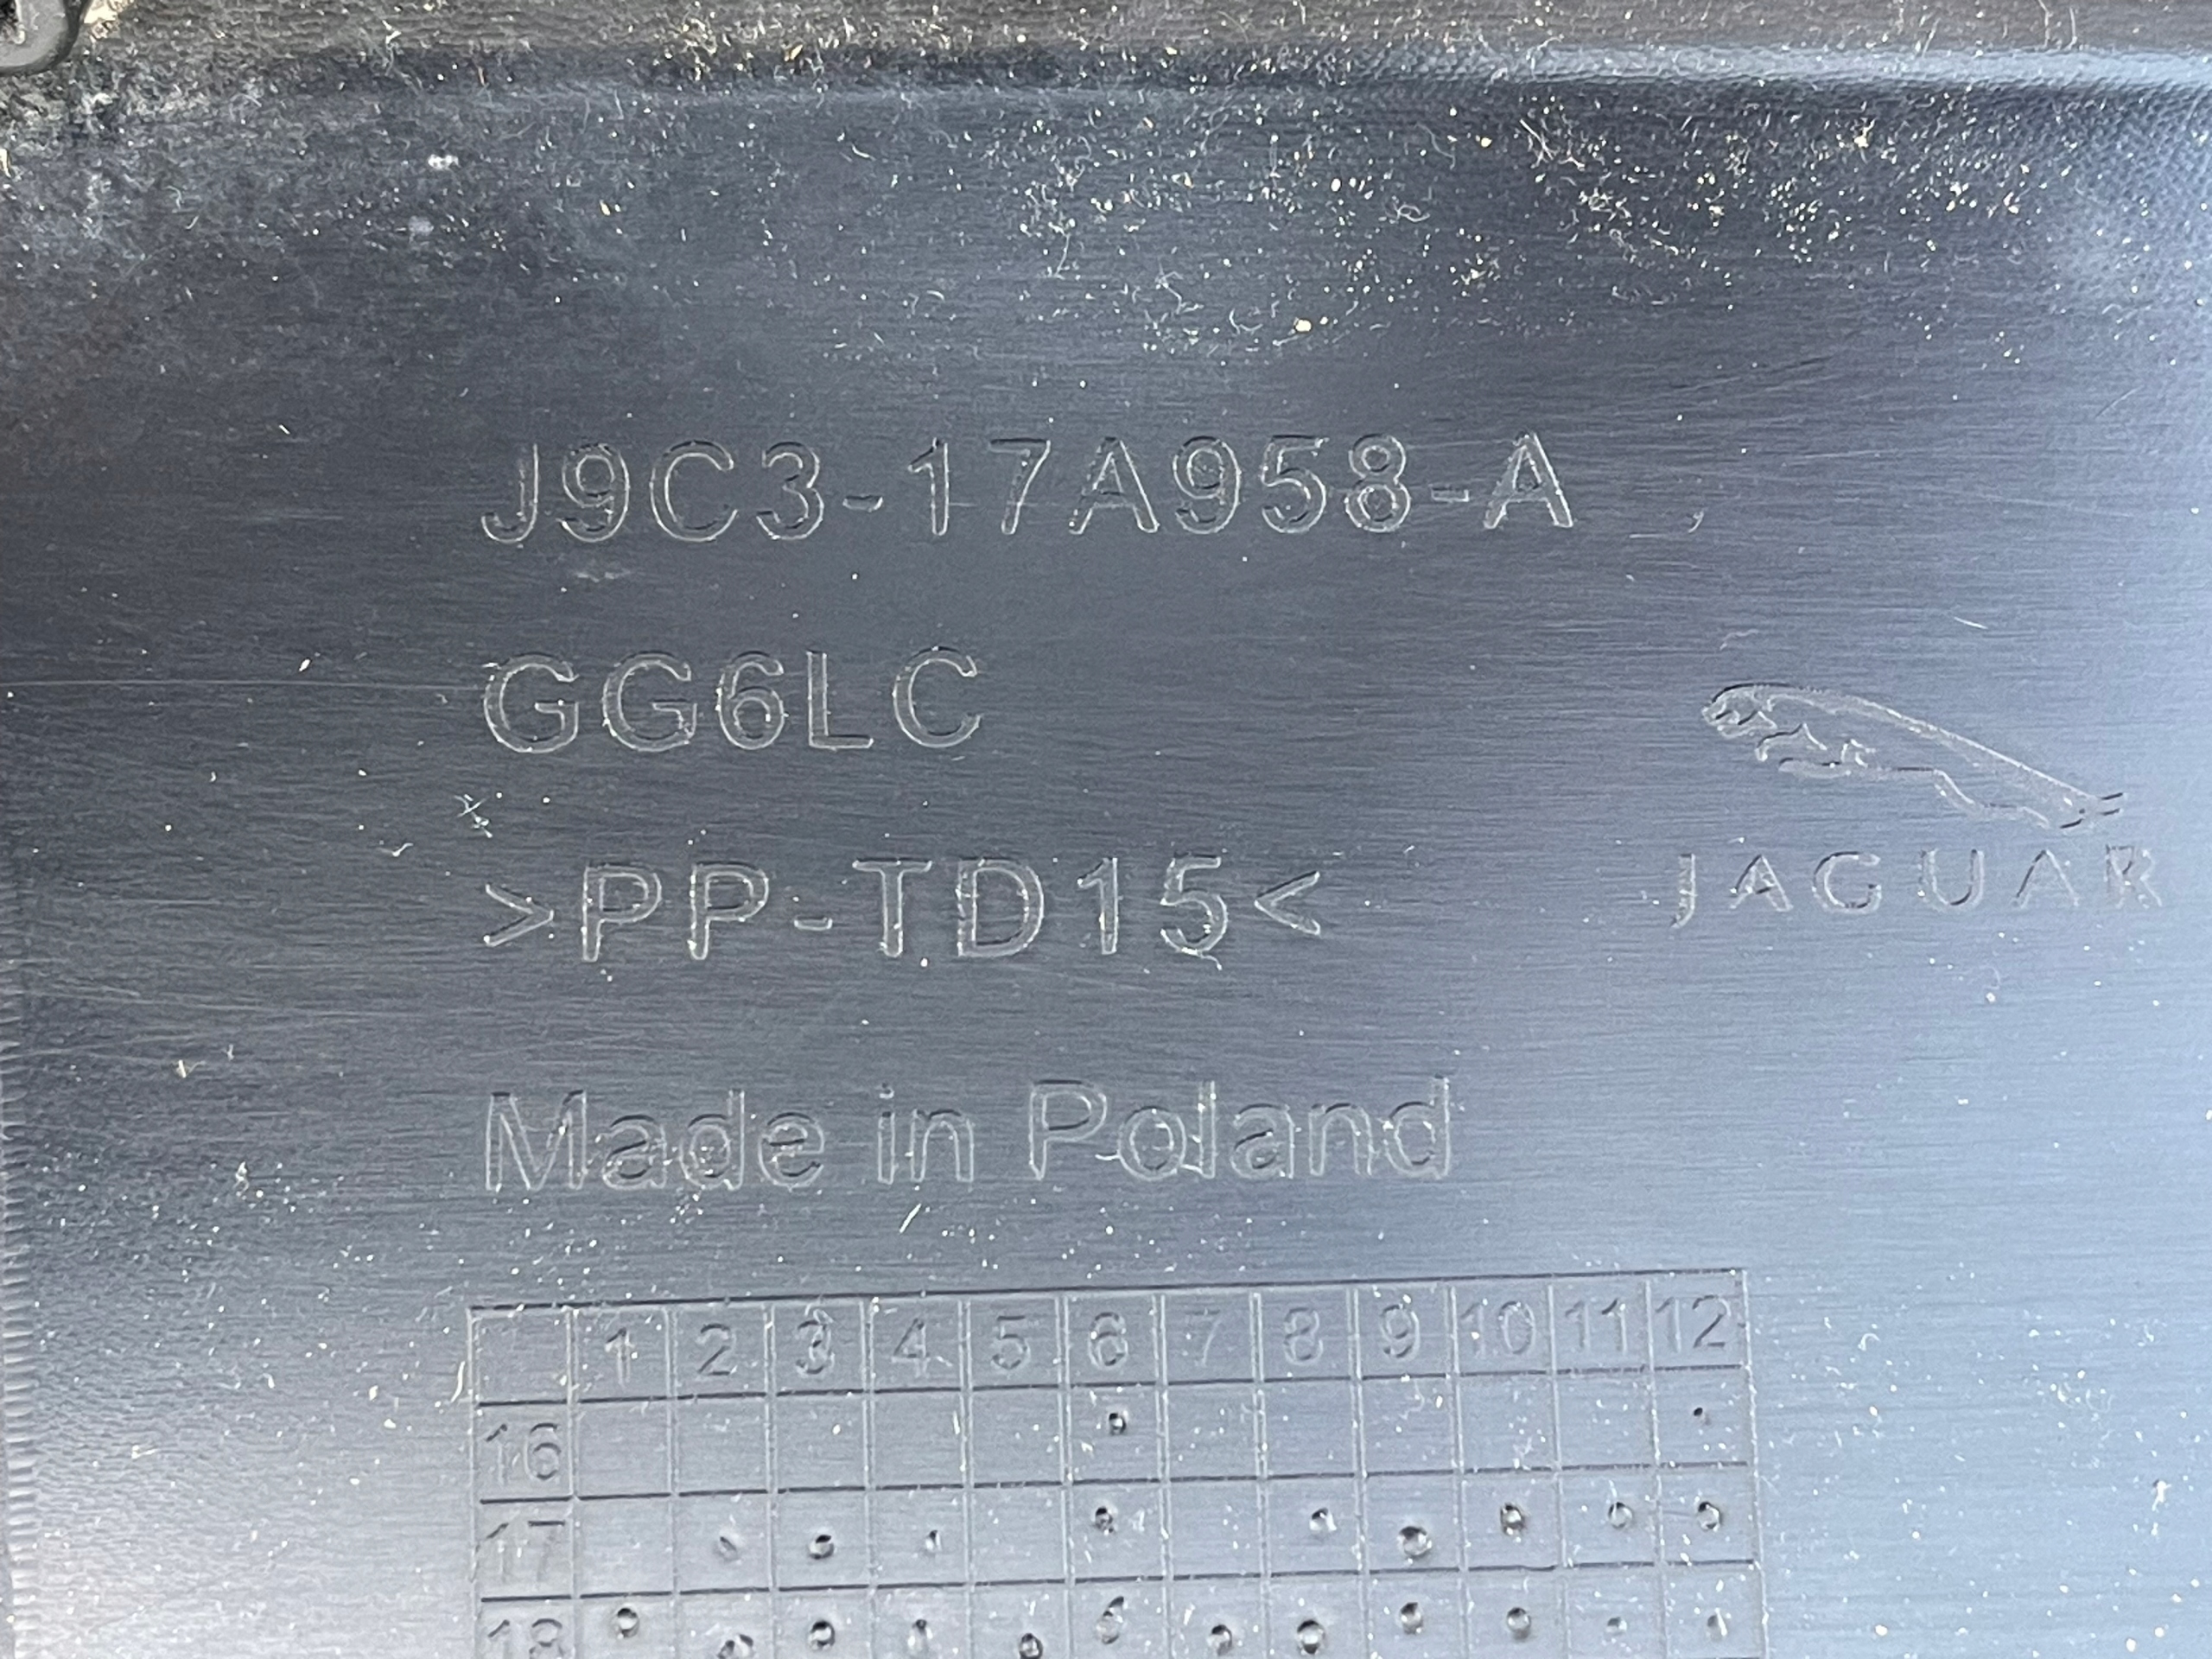 J9C3-17A958-A
GG6LC
>PP-TD15<
JAGUAR
Made in Poland
1 2 3 4 5 6 7 8 9 10 11 12
16
17
18